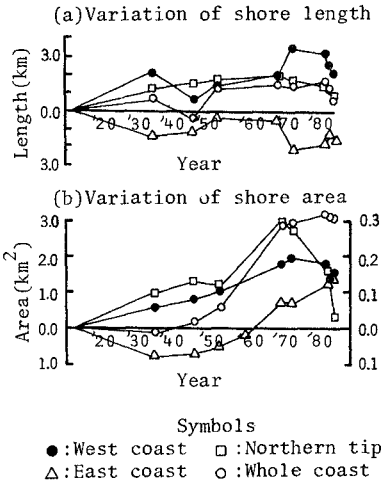 (a)Variation of shore length
Length(km)
3.0
0.0
3.0
'20 '40 '50 '60 '70 '80
Year
(b)Variation of shore area
Area(km2)
3.0
2.0
1.0
0.0
1.0
0.3
0.2
0.1
0.0
0.1
'20 '40 '50 '60 '70 '80
Year
Symbols
●:West coast □:Northern tip
△:East coast ○:Whole coast